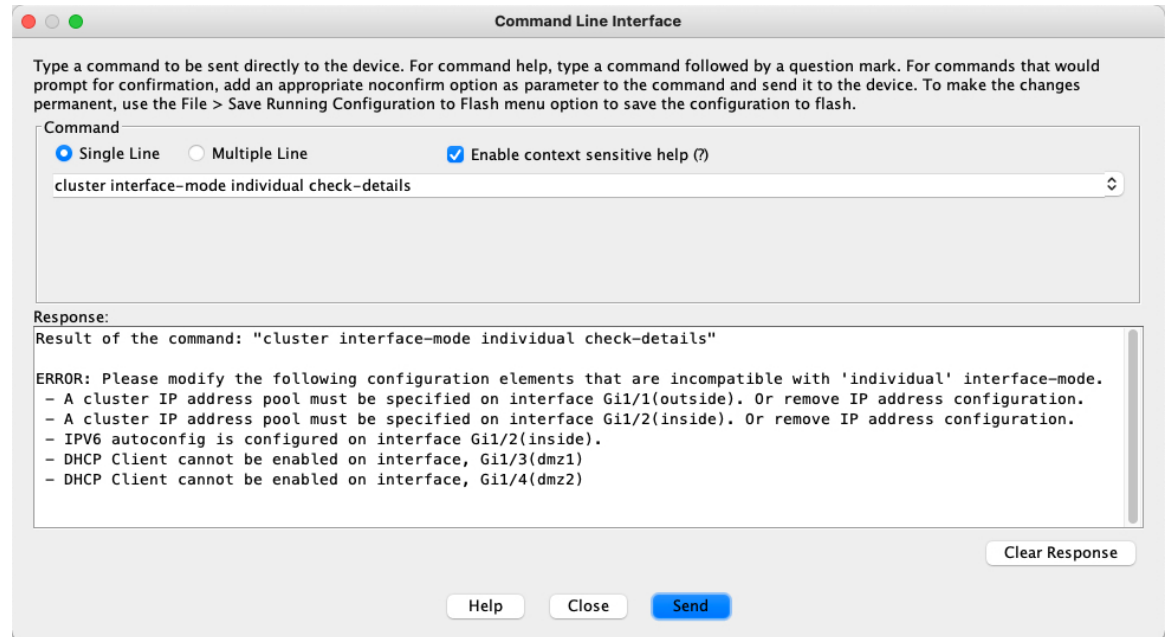 Command Line Interface
Type a command to be sent directly to the device. For command help, type a command followed by a question mark. For commands that would
prompt for confirmation, add an appropriate noconfirm option as parameter to the command and send it to the device. To make the changes
permanent, use the File > Save Running Configuration to Flash menu option to save the configuration to flash.
Command
Single Line Multiple Line Enable context sensitive help (?)
cluster interface-mode individual check-details
Response:
Result of the command: "cluster interface-mode individual check-details"
ERROR: Please modify the following configuration elements that are incompatible with 'individual' interface-mode.
- A cluster IP address pool must be specified on interface Gi1/1(outside). Or remove IP address configuration.
- A cluster IP address pool must be specified on interface Gi1/2(inside). Or remove IP address configuration.
- IPV6 autoconfig is configured on interface Gi1/2(inside).
- DHCP Client cannot be enabled on interface, Gi1/3(dmz1)
- DHCP Client cannot be enabled on interface, Gi1/4(dmz2)
Clear Response
Help Close Send